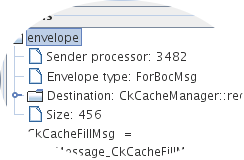 envelope
Sender processor: 3482
Envelope type: ForBocMsg
Destination: CkCacheManager::rec
Size: 456
CkCacheFillMsg =